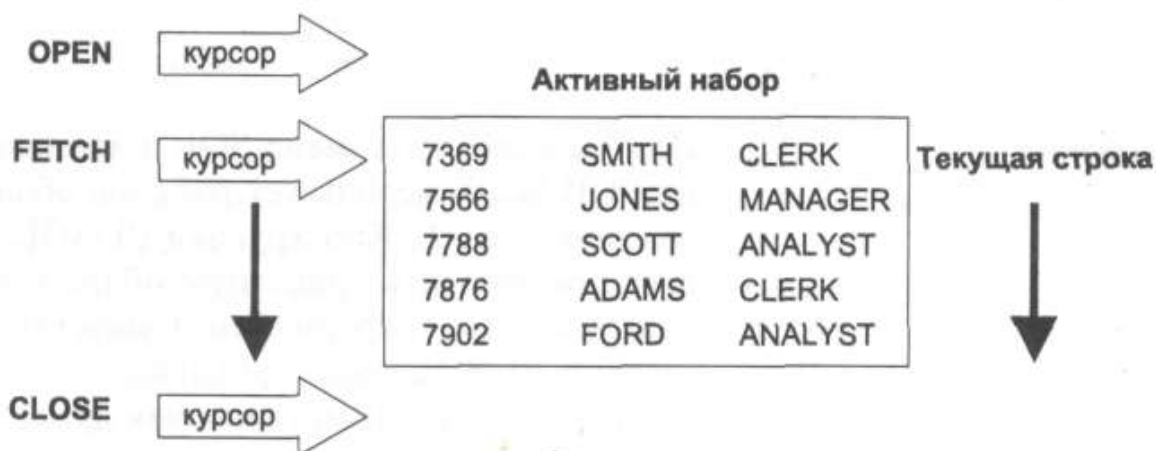 OPEN курсор
Активный набор
FETCH курсор 7369 SMITH CLERK Текущая строка
7566 JONES MANAGER
7788 SCOTT ANALYST
7876 ADAMS CLERK
7902 FORD ANALYST
CLOSE курсор